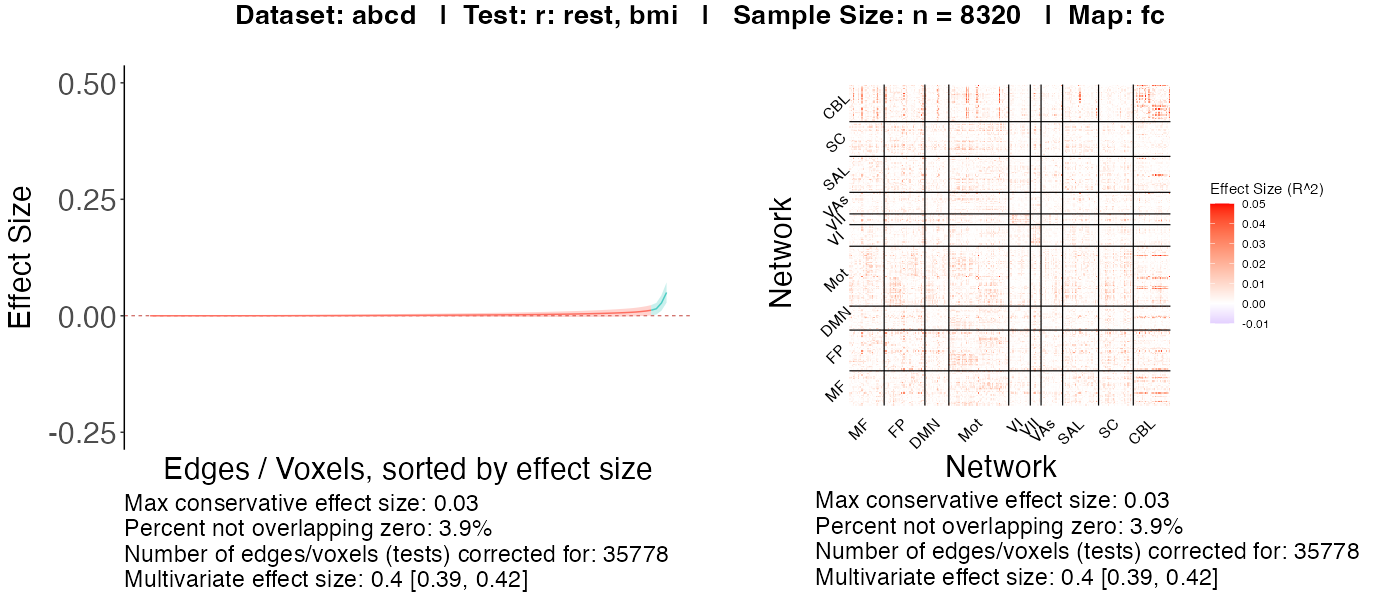 Dataset: abcd | Test: r: rest, bmi | Sample Size: n = 8320 | Map: fc
Effect Size
0.50
0.25
0.00
-0.25
Edges / Voxels, sorted by effect size
Max conservative effect size: 0.03
Percent not overlapping zero: 3.9%
Number of edges/voxels (tests) corrected for: 35778
Multivariate effect size: 0.4 [0.39, 0.42]
Network
CBL
SC
SAL
VAs
VII
VI
Mot
DMN
FP
MF
MF
FP
DMN
Mot
VI
VII
VAs
SAL
SC
CBL
Network
Effect Size (R^2)
0.05
0.04
0.03
0.02
0.01
0.00
-0.01
Max conservative effect size: 0.03
Percent not overlapping zero: 3.9%
Number of edges/voxels (tests) corrected for: 35778
Multivariate effect size: 0.4 [0.39, 0.42]